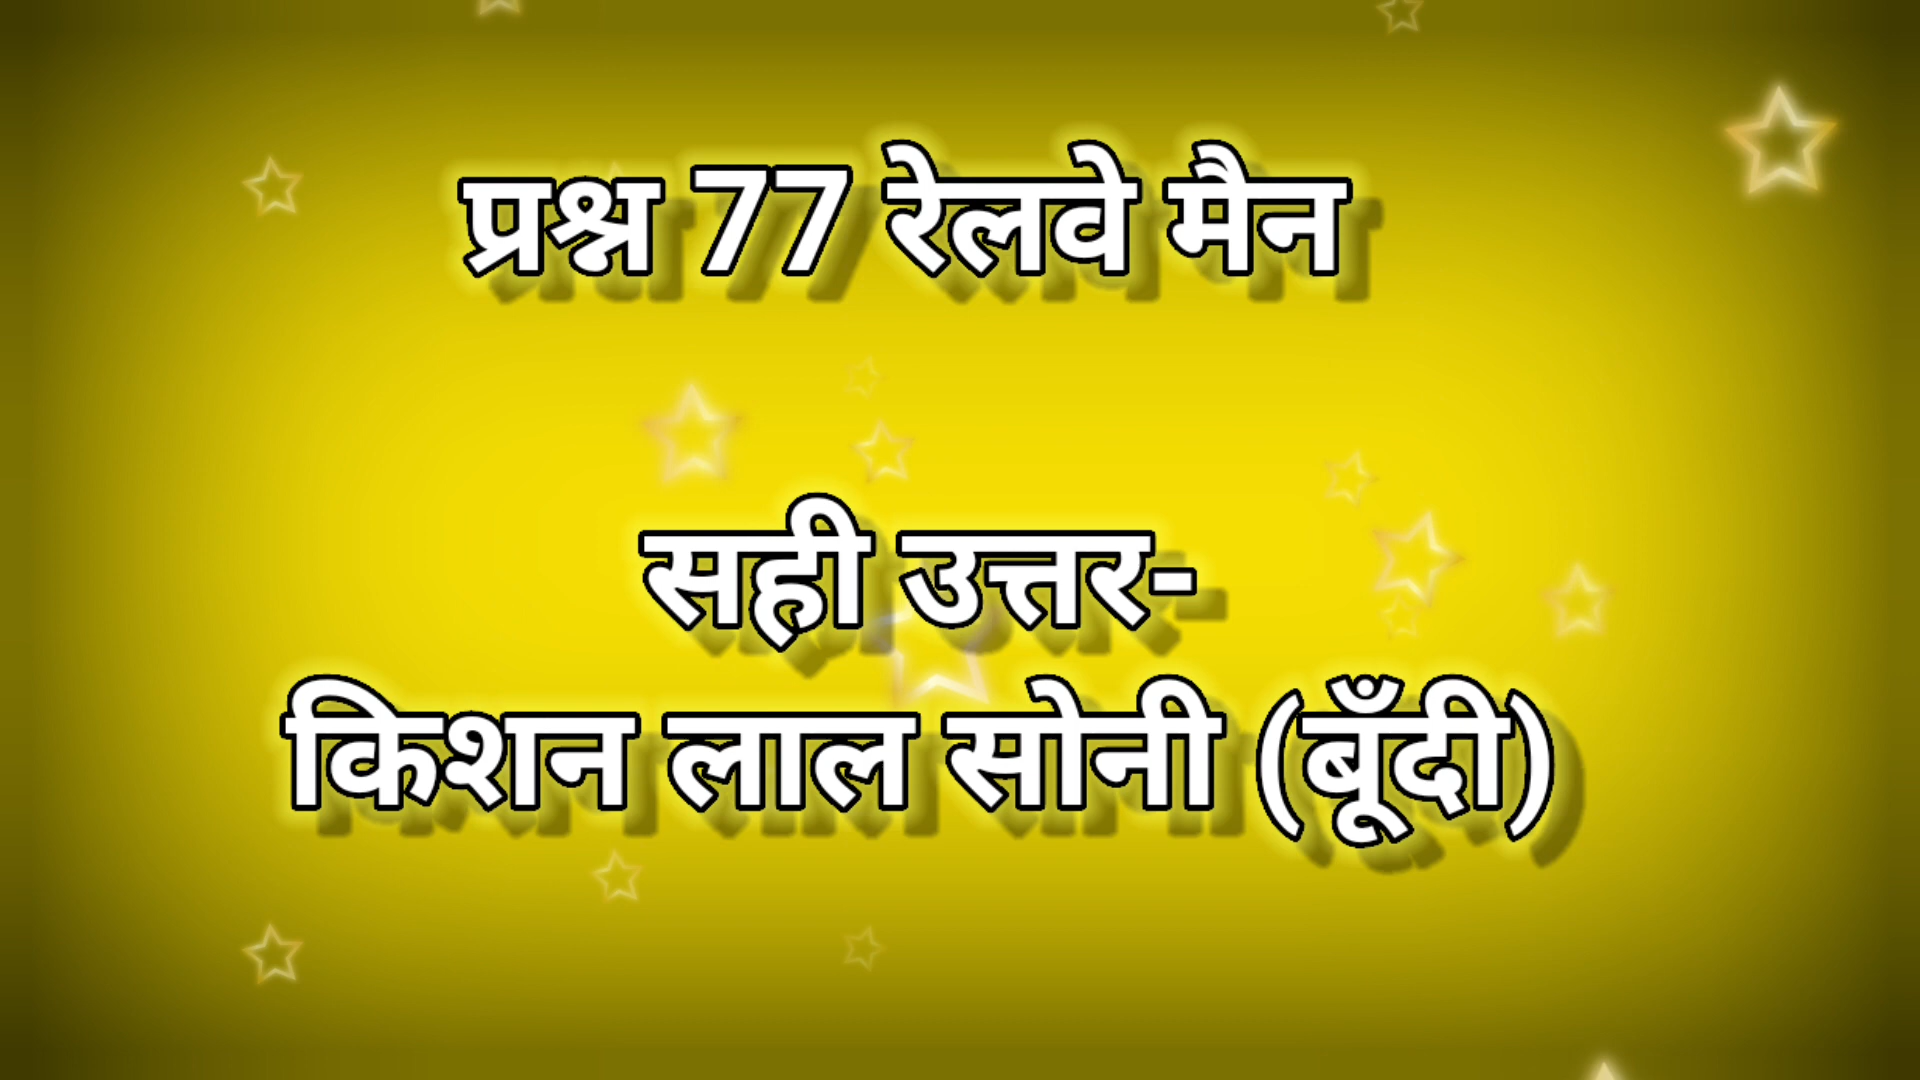 प्रश्न 77 रेलवे मैन
सही उत्तर-
किशन लाल सोनी (बूँदी)